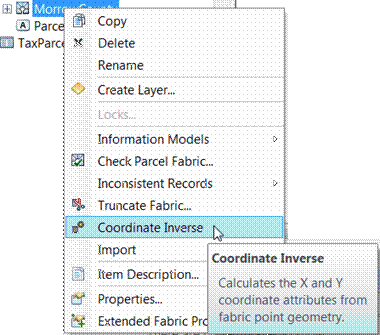 Copy
Parce
TaxParce
Delete
Rename
Create Layer...
Locks...
Information Models
Check Parcel Fabric...
Inconsistent Records
Truncate Fabric...
Coordinate Inverse
Import
Item Description...
Properties...
Extended Fabric Pro
Coordinate Inverse
Calculates the X and Y
coordinate attributes from
fabric point geometry.